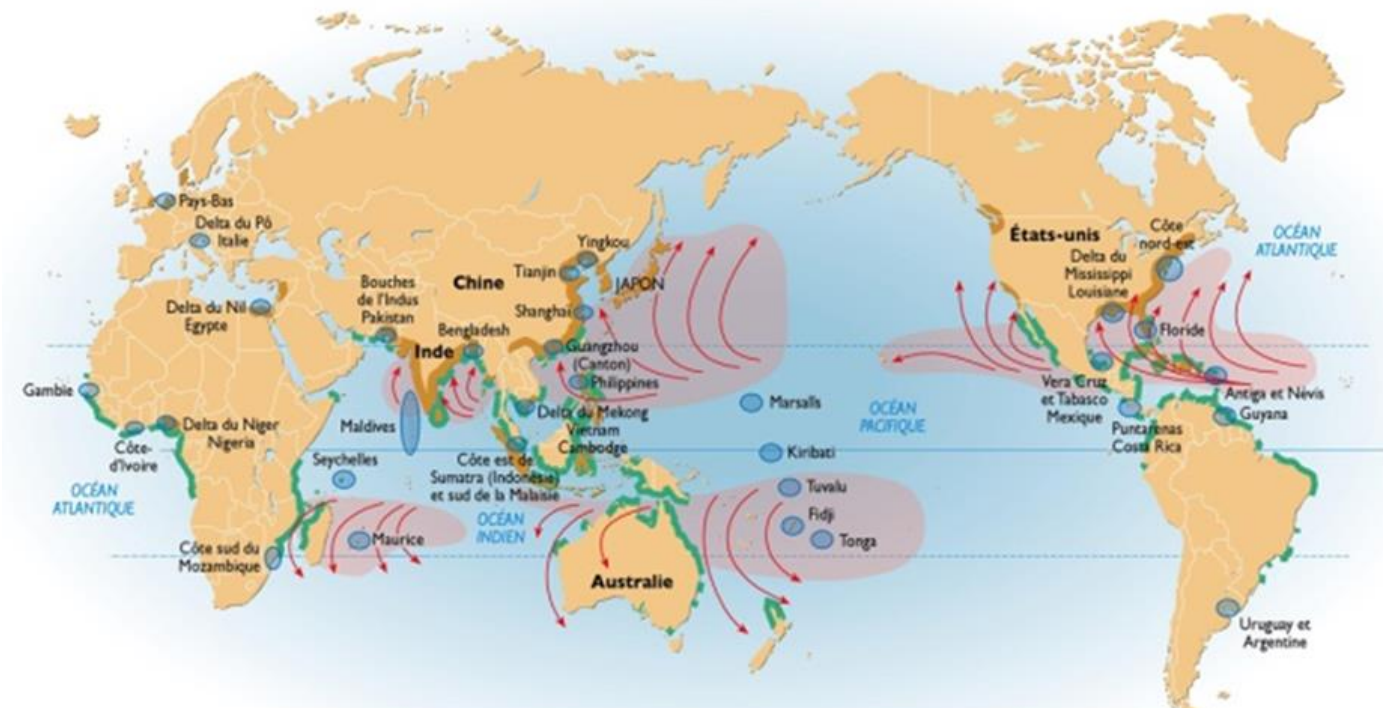 Pays-Bas
Delta du Pô
Italie
Delta du Nil
Egypte
Bouches
de l'Indus
Pakistan
Chine
Yingkou
Tianjin
JAPON
Shanghai
Bengladesh
Inde
Guangzhou
(Canton)
Philippines
Gambie
Côte-
d'Ivoire
Delta du Niger
Nigeria
Maldives
Seychelles
Delta du Mekong
Vietnam
Cambodge
Côte est de
Sumatra (Indonésie)
et sud de la Malaisie
OCÉAN
ATLANTIQUE
OCÉAN
INDIEN
Maurice
Côte sud du
Mozambique
Australie
Marsalls
Kiribati
Tuvalu
Fidji
Tonga
OCÉAN
PACIFIQUE
États-unis
Côte
nord-est
Delta du
Mississippi
Louisiane
Floride
OCÉAN
ATLANTIQUE
Vera Cruz
et Tabasco
Mexique
Antiga et Névis
Guyana
Puntarenas
Costa Rica
Uruguay et
Argentine